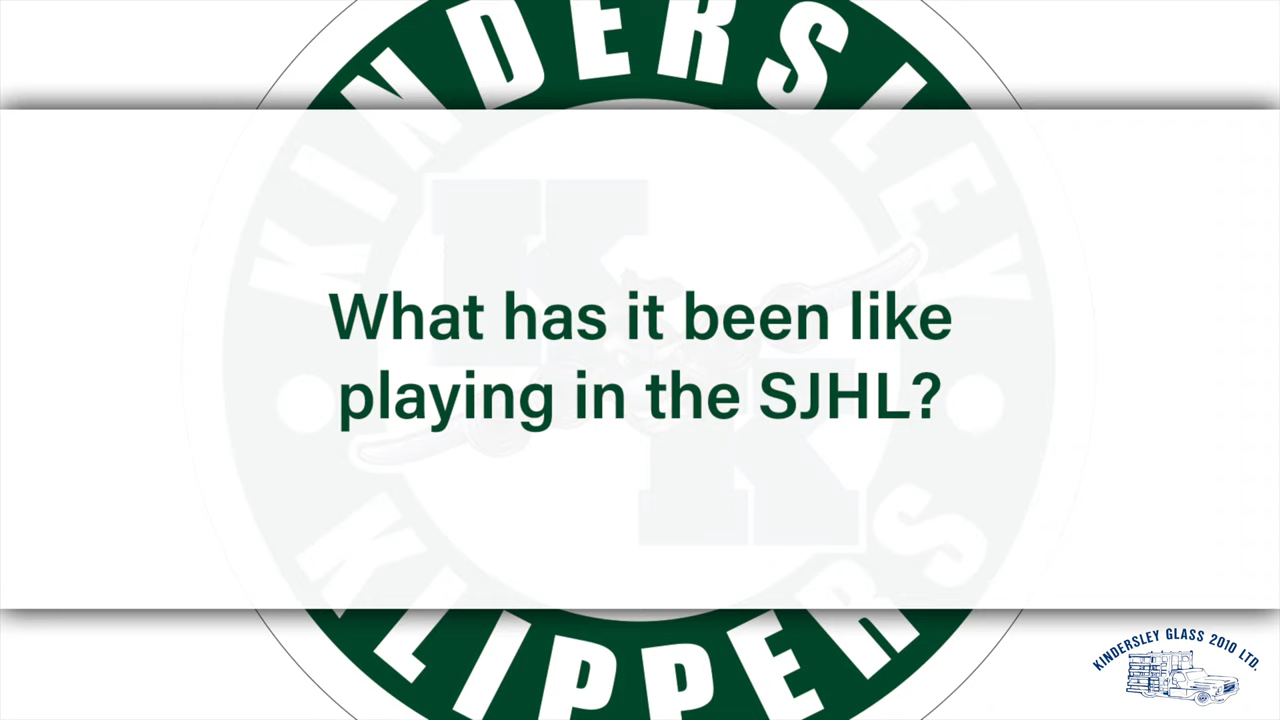 KINDERSLEY
K
What has it been like
playing in the SJHL?
K
KLIPPERS
KINDERSLEY GLASS 2010 LTD.